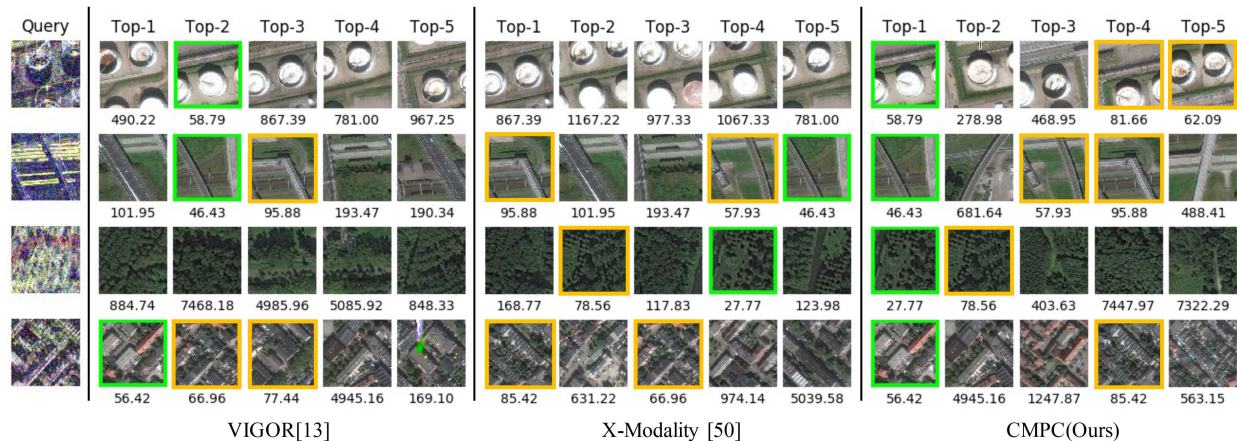 Query Top-1 Top-2 Top-3 Top-4 Top-5 Top-1 Top-2 Top-3 Top-4 Top-5 Top-1 Top-2 Top-3 Top-4 Top-5
490.22 58.79 867.39 781.00 967.25 867.39 1167.22 977.33 1067.33 781.00 58.79 278.98 468.95 81.66 62.09
101.95 46.43 95.88 193.47 190.34 95.88 101.95 193.47 57.93 46.43 46.43 681.64 57.93 95.88 488.41
884.74 7468.18 4985.96 5085.92 848.33 168.77 78.56 117.83 27.77 123.98 27.77 78.56 403.63 7447.97 7322.29
56.42 66.96 77.44 4945.16 169.10 85.42 631.22 66.96 974.14 5039.58 56.42 4945.16 1247.87 85.42 563.15
VIGOR[13] X-Modality [50] CMPC(Ours)